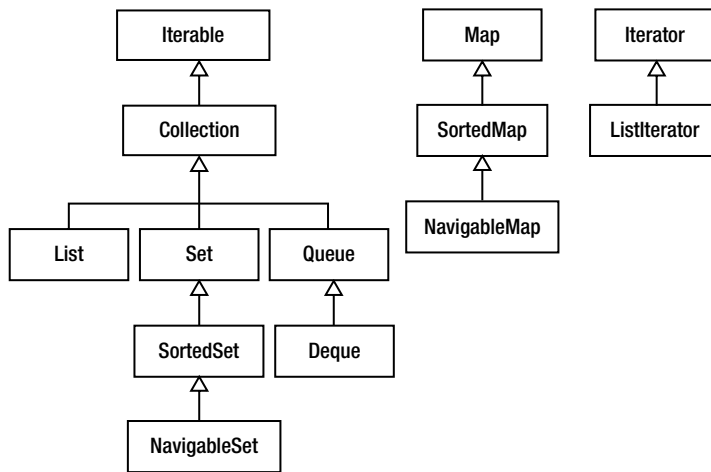 Iterable
Map
Iterator
Collection
SortedMap
ListIterator
NavigableMap
List
Set
Queue
SortedSet
Deque
NavigableSet